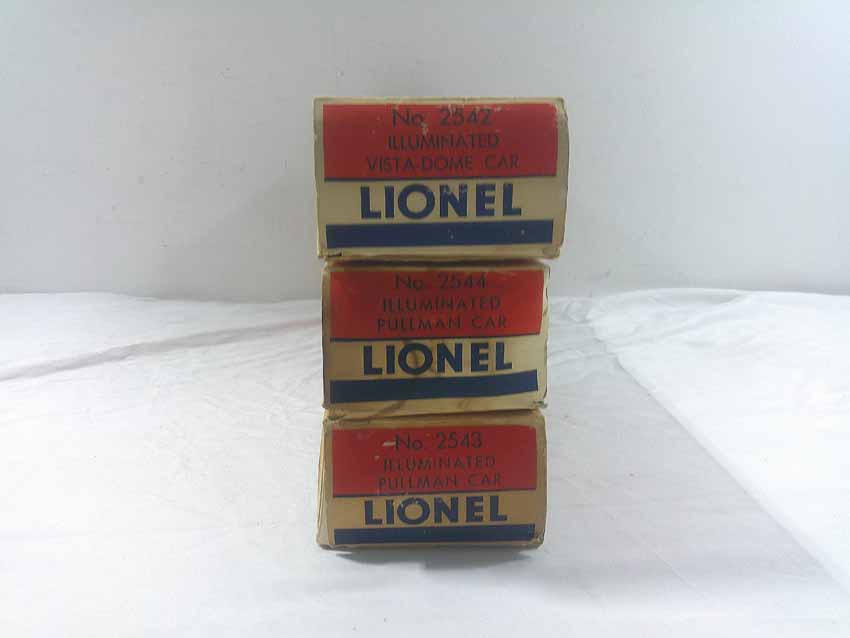 No. 2542
ILLUMINATED
VISTA-DOME CAR
LIONEL
No. 2544
ILLUMINATED
PULLMAN CAR
LIONEL
No. 2543
ILLUMINATED
PULLMAN CAR
LIONEL